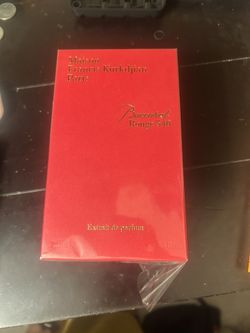 Maison
Francis Kurkdjian
Paris
Baccarat
Rouge 540
Extrait de parfum